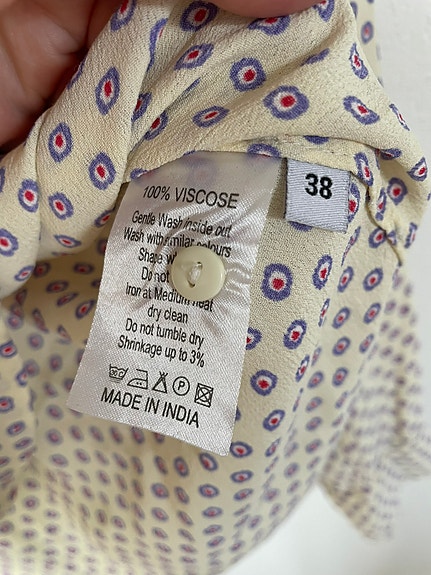 100% VISCOSE
Gentle Wash inside out
Wash with similar colours
Shape w
Do not
Iron at Medium heat
dry clean
Do not tumble dry
Shrinkage up to 3%
P
MADE IN INDIA
38